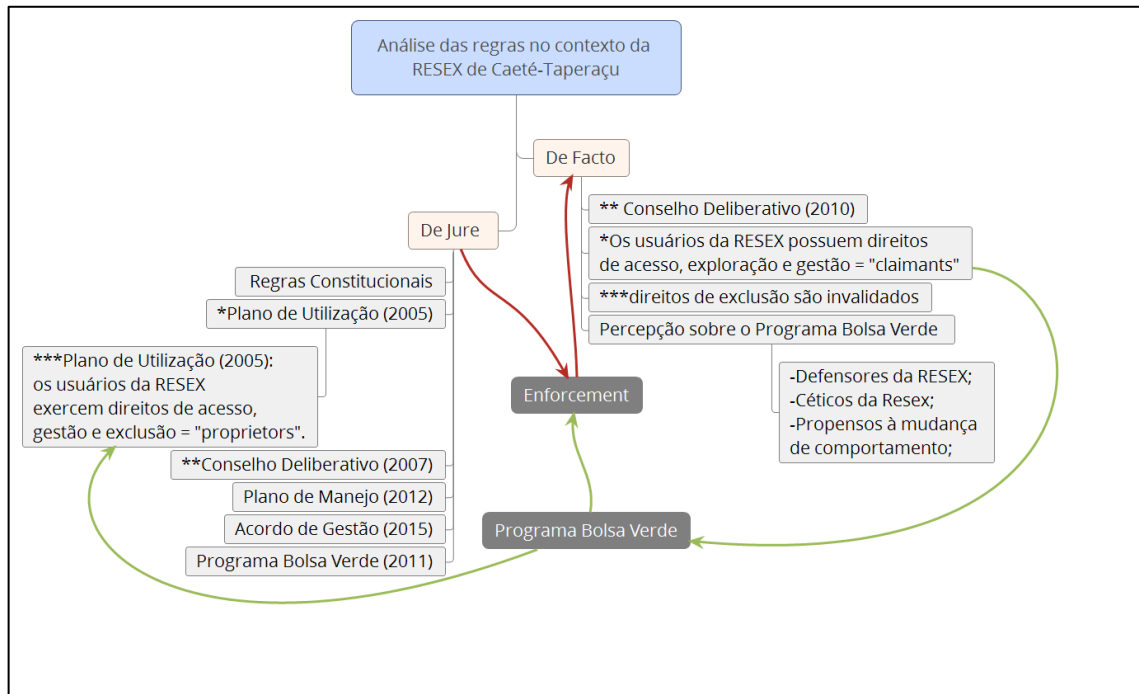 Análise das regras no contexto da
RESEX de Caeté-Taperaçu
De Facto
** Conselho Deliberativo (2010)
*Os usuários da RESEX possuem direitos
de acesso, exploração e gestão = "claimants"
***direitos de exclusão são invalidados
Percepção sobre o Programa Bolsa Verde
-Defensores da RESEX;
-Céticos da Resex;
-Propensos à mudança
de comportamento;
De Jure
Regras Constitucionais
*Plano de Utilização (2005)
***Plano de Utilização (2005):
os usuários da RESEX
exercem direitos de acesso,
gestão e exclusão = "proprietors".
**Conselho Deliberativo (2007)
Plano de Manejo (2012)
Acordo de Gestão (2015)
Programa Bolsa Verde (2011)
Enforcement
Programa Bolsa Verde